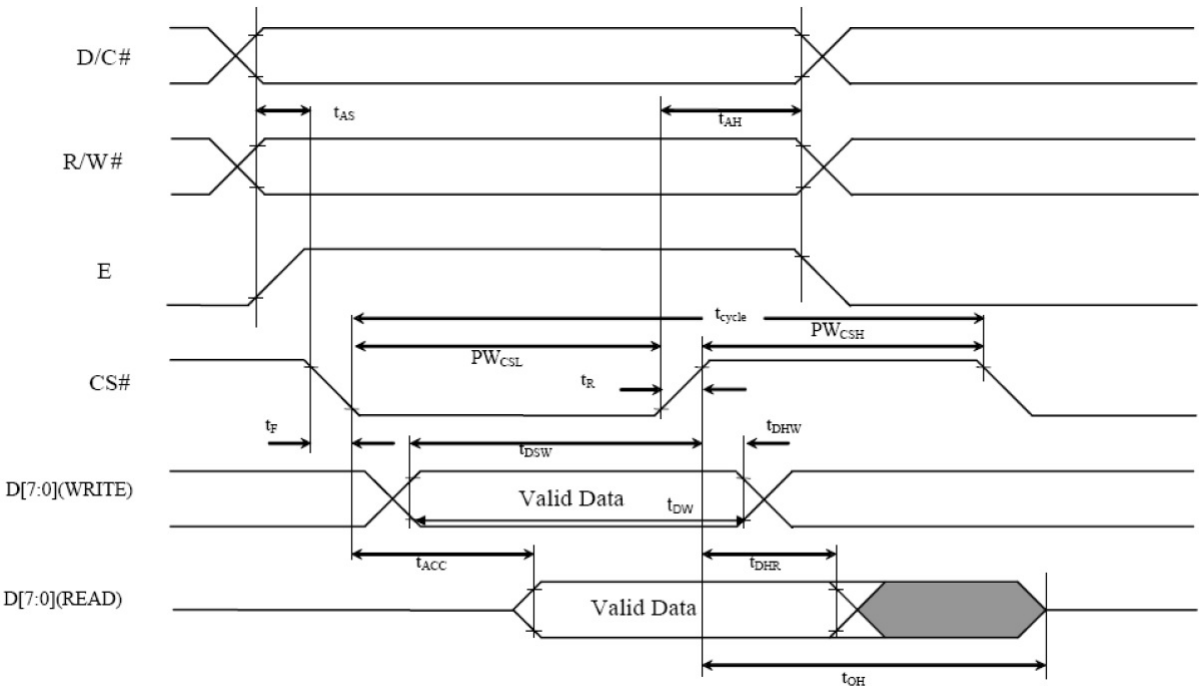 D/C#
tAS
tAH
R/W#
E
tcycle
PWCSL
PWCSH
CS#
tR
tF
tDSW
tDHW
D[7:0](WRITE)
Valid Data
tDW
tACC
tDHR
D[7:0](READ)
Valid Data
tOH